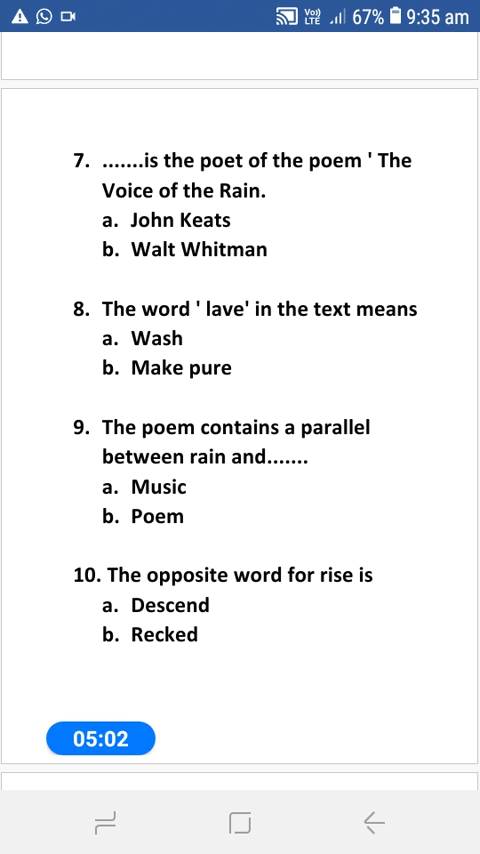 Vo))
LTE
67%
9:35 am
7. .......is the poet of the poem ' The
Voice of the Rain.
a. John Keats
b. Walt Whitman
8. The word ' lave' in the text means
a. Wash
b. Make pure
9. The poem contains a parallel
between rain and.......
a. Music
b. Poem
10. The opposite word for rise is
a. Descend
b. Recked
05:02